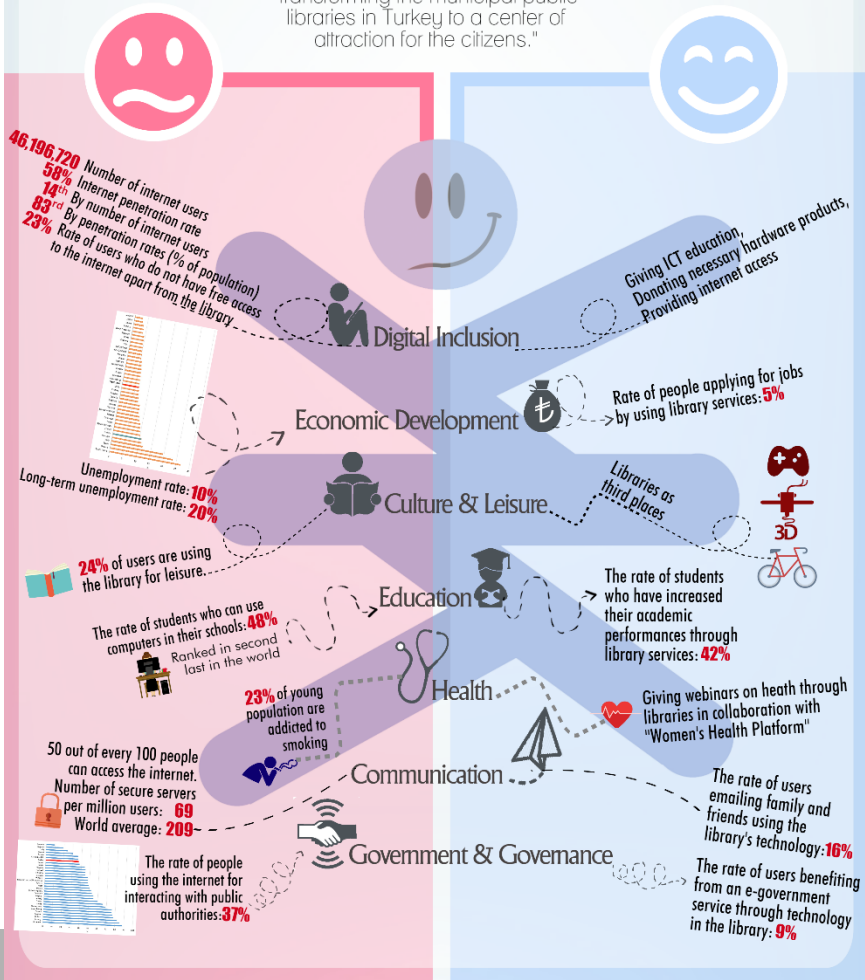 Transforming the municipal public
libraries in Turkey to a center of
attraction for the citizens."
46,196,720 Number of internet users
58% Internet penetration rate
14th By number of internet users
83rd By penetration rates (% of population)
23% Rate of users who do not have free access
to the internet apart from the library
Digital Inclusion
Giving ICT education,
Donating necessary hardware products,
Providing internet access
Unemployment rate: 10%
Long-term unemployment rate: 20%
Economic Development
₺
Rate of people applying for jobs
by using library services: 5%
24% of users are using
the library for leisure.
Culture & Leisure
Libraries as
third places
3D
The rate of students who can use
computers in their schools: 48%
Ranked in second
last in the world
Education
The rate of students
who have increased
their academic
performances through
library services: 42%
23% of young
population are
addicted to
smoking
Health
Giving webinars on heath through
libraries in collaboration with
"Women's Health Platform"
50 out of every 100 people
can access the internet.
Number of secure servers
per million users: 69
World average: 209
Communication
The rate of users
emailing family and
friends using the
library's technology: 16%
The rate of people
using the internet for
interacting with public
authorities: 37%
Government & Governance
The rate of users benefiting
from an e-government
service through technology
in the library: 9%